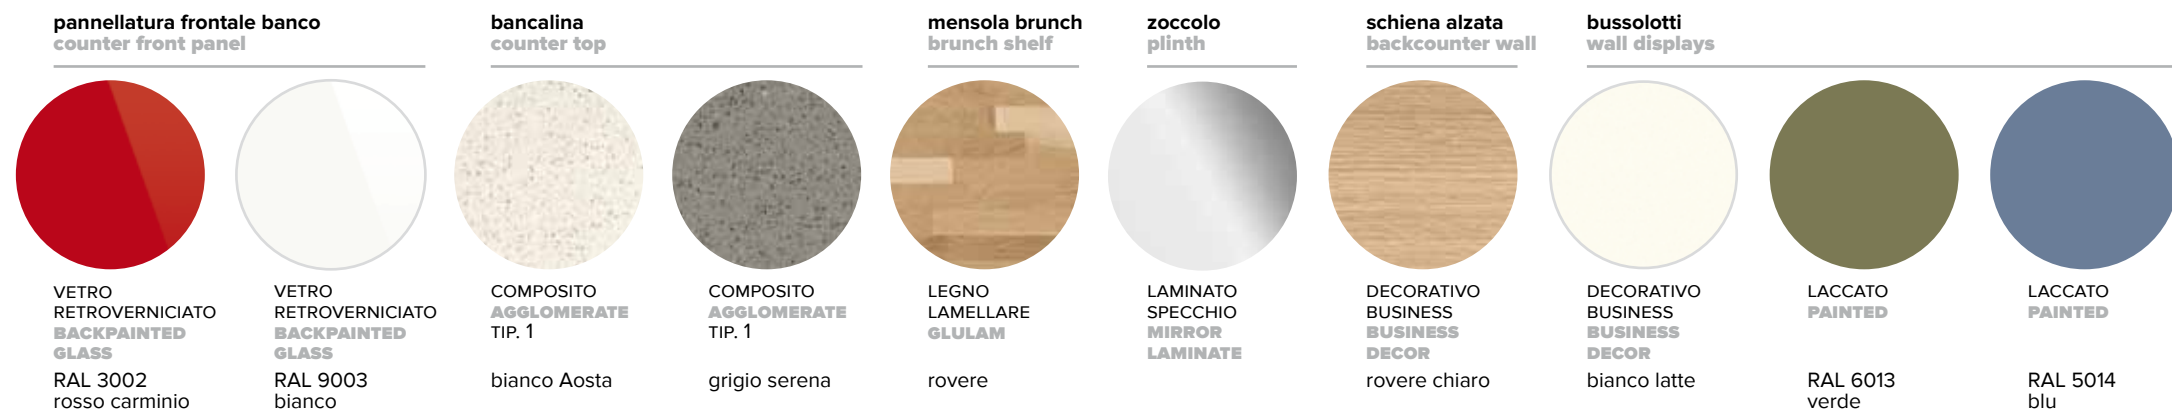 pannellatura frontale banco
counter front panel
bancalina
counter top
mensola brunch
brunch shelf
zoccolo
plinth
schiena alzata
backcounter wall
bussolotti
wall displays
VETRO
RETROVERNICIATO
BACKPAINTED
GLASS
RAL 3002
rosso carminio
VETRO
RETROVERNICIATO
BACKPAINTED
GLASS
RAL 9003
bianco
COMPOSITO
AGGLOMERATE
TIP. 1
bianco Aosta
COMPOSITO
AGGLOMERATE
TIP. 1
grigio serena
LEGNO
LAMELLARE
GLULAM
rovere
LAMINATO
SPECCHIO
MIRROR
LAMINATE
DECORATIVO
BUSINESS
BUSINESS
DECOR
rovere chiaro
DECORATIVO
BUSINESS
BUSINESS
DECOR
bianco latte
LACCATO
PAINTED
RAL 6013
verde
LACCATO
PAINTED
RAL 5014
blu